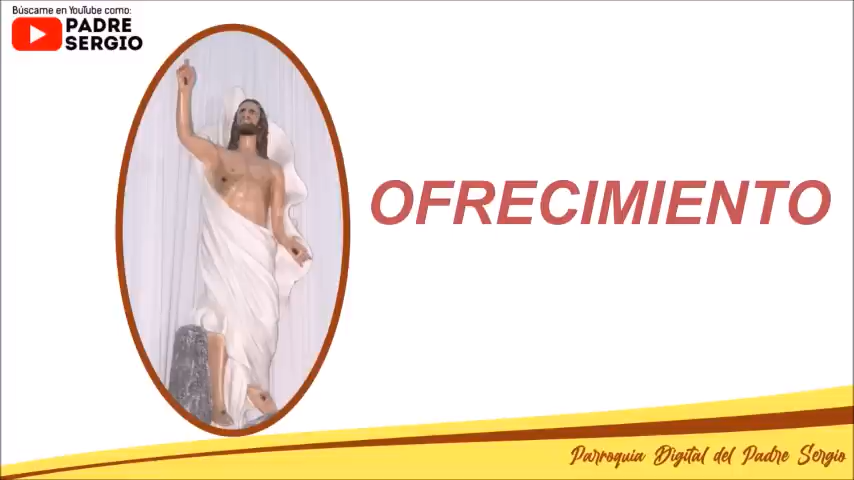 Búscame en YouTube como:
PADRE
SERGIO
OFRECIMIENTO
Parroquia Digital del Padre Sergio